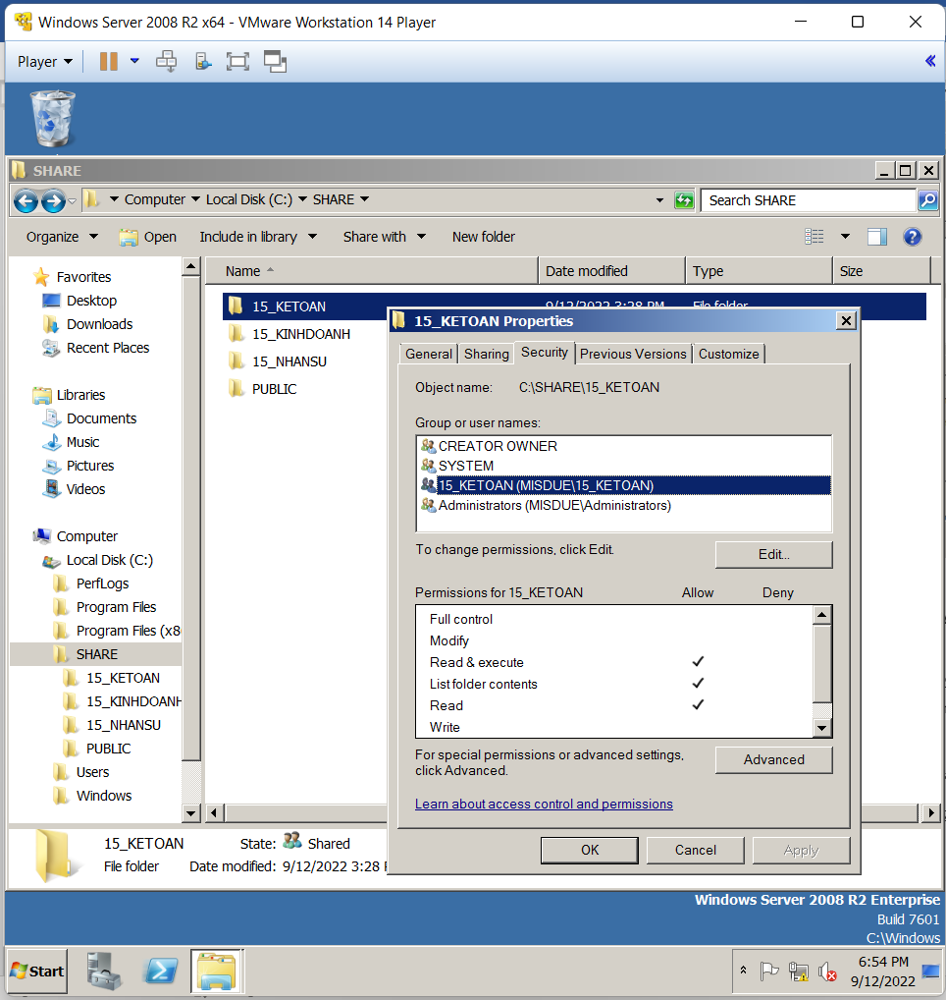 Windows Server 2008 R2 x64 - VMware Workstation 14 Player
Player
SHARE
Computer Local Disk (C:) SHARE
Search SHARE
Organize Open Include in library Share with New folder
Favorites
Desktop
Downloads
Recent Places
Libraries
Documents
Music
Pictures
Videos
Computer
Local Disk (C:)
PerfLogs
Program Files
Program Files (x8
SHARE
15_KETOAN
15_KINHDOANH
15_NHANSU
PUBLIC
Users
Windows
Name Date modified Type Size
15_KETOAN 9/12/2022 3:28 PM File folder
15_KINHDOANH
15_NHANSU
PUBLIC
15_KETOAN Properties
General Sharing Security Previous Versions Customize
Object name: C:\SHARE\15_KETOAN
Group or user names:
CREATOR OWNER
SYSTEM
15_KETOAN (MISDUE\15_KETOAN)
Administrators (MISDUE\Administrators)
To change permissions, click Edit.
Edit...
Permissions for 15_KETOAN Allow Deny
Full control
Modify
Read & execute
List folder contents
Read
Write
For special permissions or advanced settings,
click Advanced.
Advanced
Learn about access control and permissions
OK Cancel Apply
15_KETOAN State: Shared
File folder Date modified: 9/12/2022 3:28 P
Windows Server 2008 R2 Enterprise
Build 7601
C:\Windows
Start
6:54 PM
9/12/2022